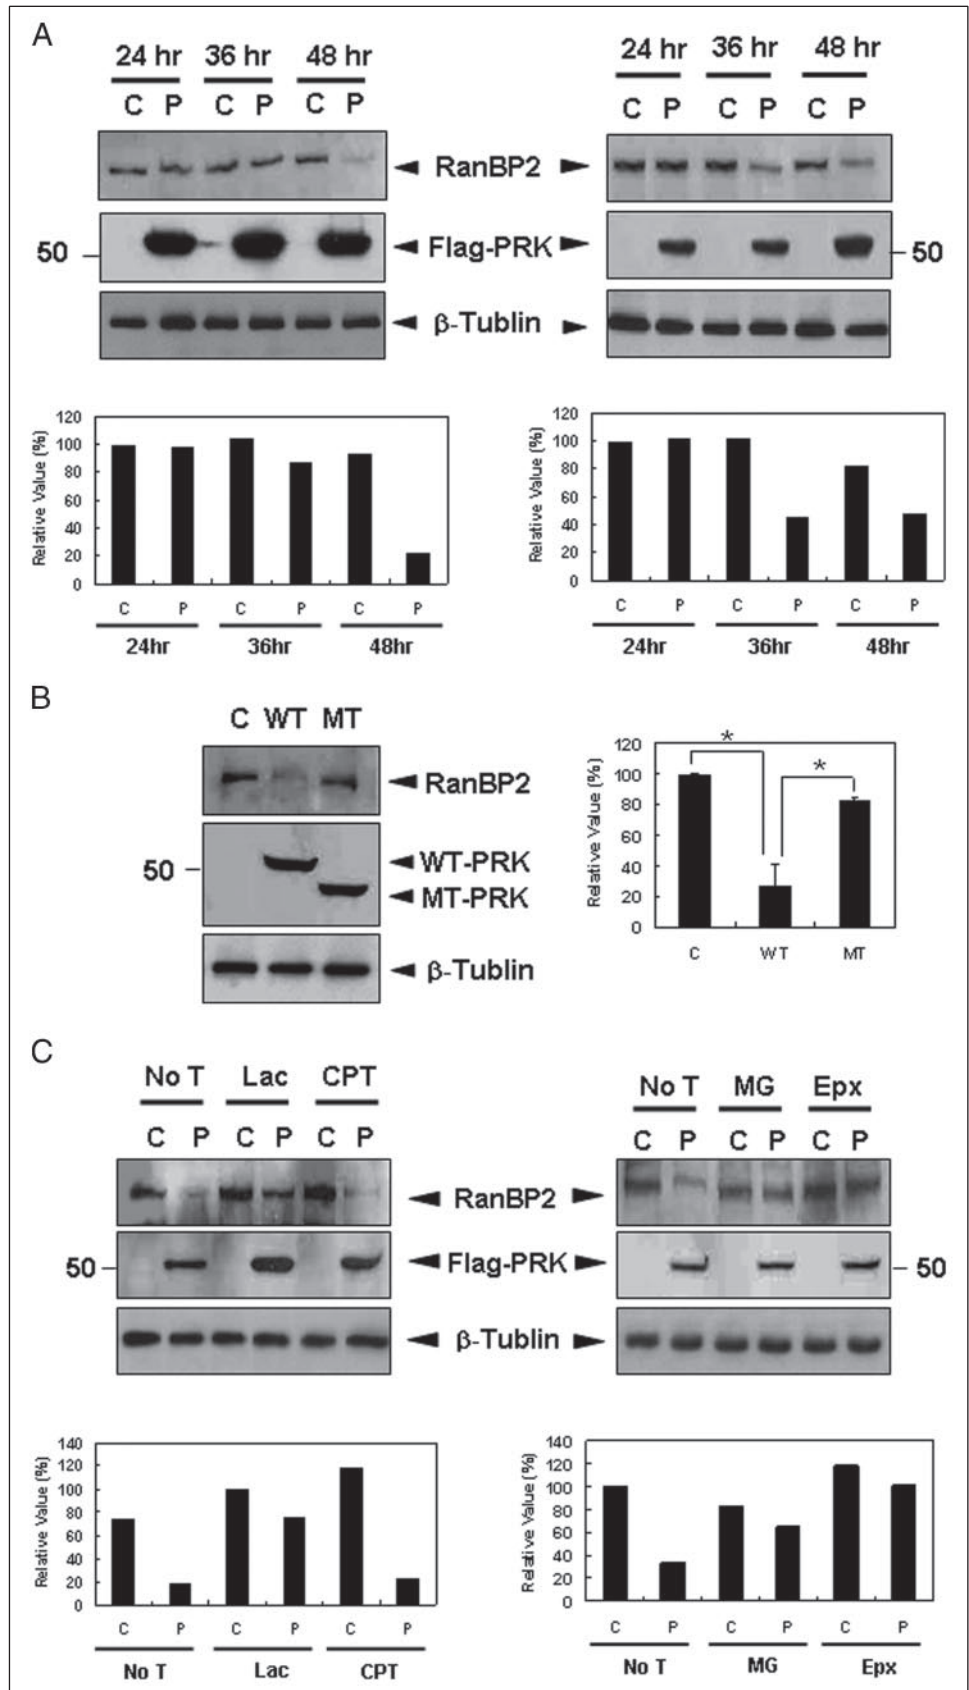 A
24 hr 36 hr 48 hr
C P C P C P
24 hr 36 hr 48 hr
C P C P C P
RanBP2
50
Flag-PRK
50
β-Tublin
120
100
80
60
40
20
0
Relative Value (%)
C P C P C P
24hr 36hr 48hr
120
100
80
60
40
20
0
Relative Value (%)
C P C P C P
24hr 36hr 48hr
B
C WT MT
RanBP2
50
WT-PRK
MT-PRK
β-Tublin
120
100
80
60
40
20
0
Relative Value (%)
*
*
C WT MT
C
No T Lac CPT
C P C P C P
No T MG Epx
C P C P C P
RanBP2
50
Flag-PRK
50
β-Tublin
140
120
100
80
60
40
20
0
Relative Value (%)
C P C P C P
No T Lac CPT
140
120
100
80
60
40
20
0
Relative Value (%)
C P C P C P
No T MG Epx